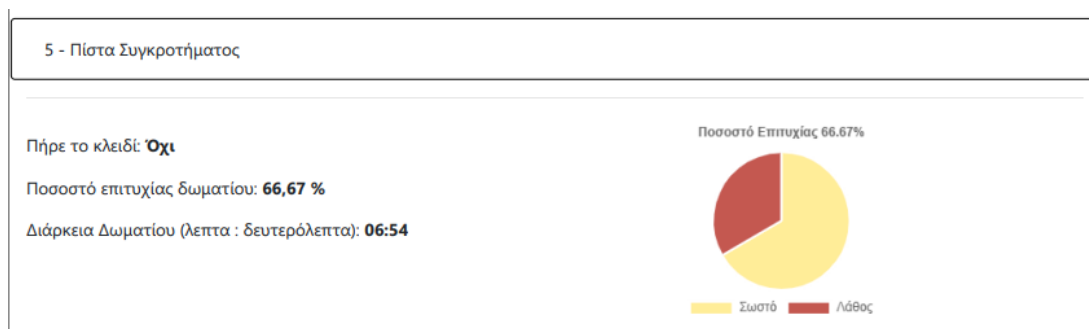 5 - Πίστα Συγκροτήματος
Πήρε το κλειδί: Όχι
Ποσοστό επιτυχίας δωματίου: 66,67 %
Διάρκεια Δωματίου (λεπτα : δευτερόλεπτα): 06:54
Ποσοστό Επιτυχίας 66.67%
Σωστό Λάθος